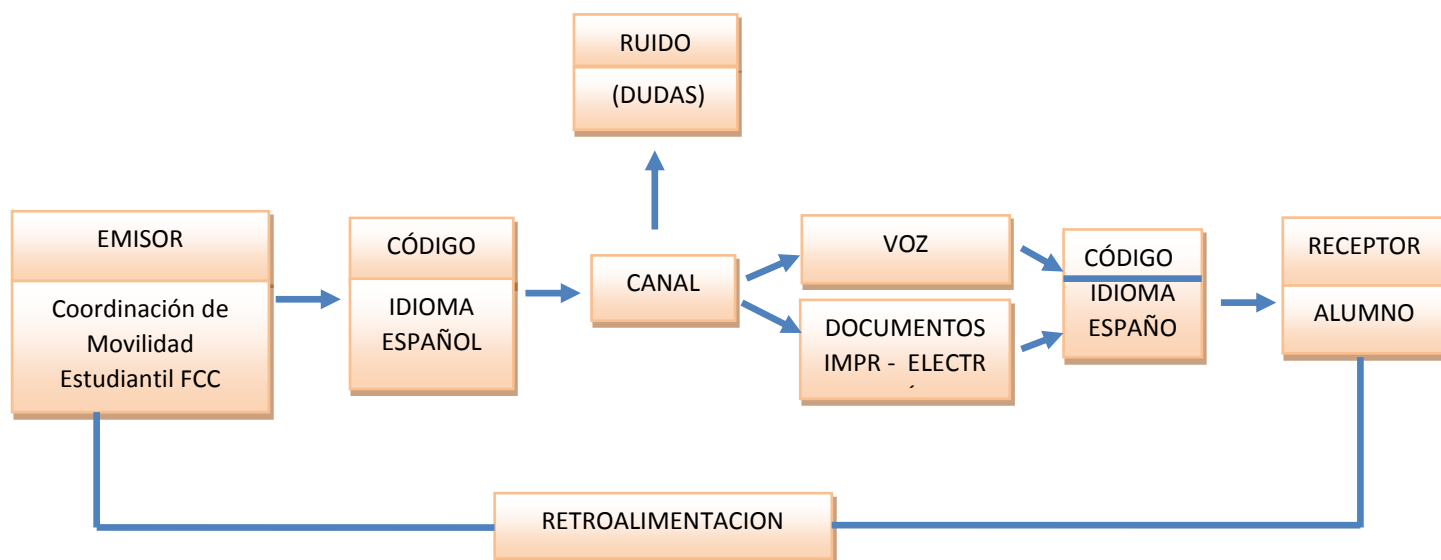 RUIDO
(DUDAS)
EMISOR
Coordinación de
Movilidad
Estudiantil FCC
CÓDIGO
IDIOMA
ESPAÑOL
CANAL
VOZ
DOCUMENTOS
IMPR - ELECTR
CÓDIGO
IDIOMA
ESPAÑO
RECEPTOR
ALUMNO
RETROALIMENTACION